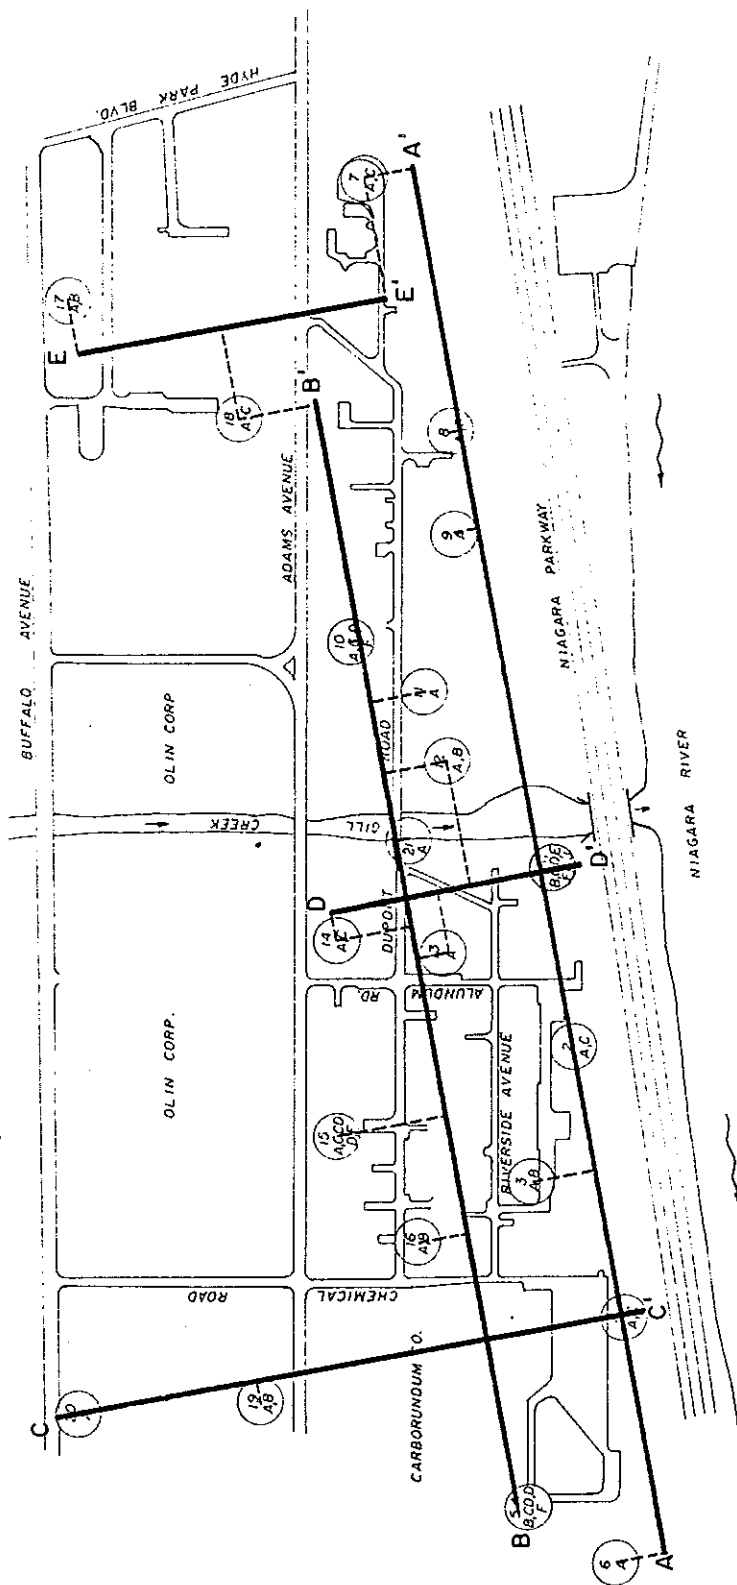 HYDE PARK BLVD.
BUFFALO AVENUE
ADAMS AVENUE
OLIN CORP
OLIN CORP.
GILL CREEK
DUPONT ROAD
ALUNDUM RD.
RIVERSIDE AVENUE
CHEMICAL ROAD
CARBORUNDUM CO.
NIAGARA PARKWAY
NIAGARA RIVER
A
A'
B
B'
C
C'
D
D'
E
E'
17
A,B
18
A,C
7
A,C
8
9
A
10
A
12
A,B
21
A
14
A,C
13
A
2
A,C
15
3
A,B
16
A,B
19
A,B
20
5
B,CD,D
F
6
A